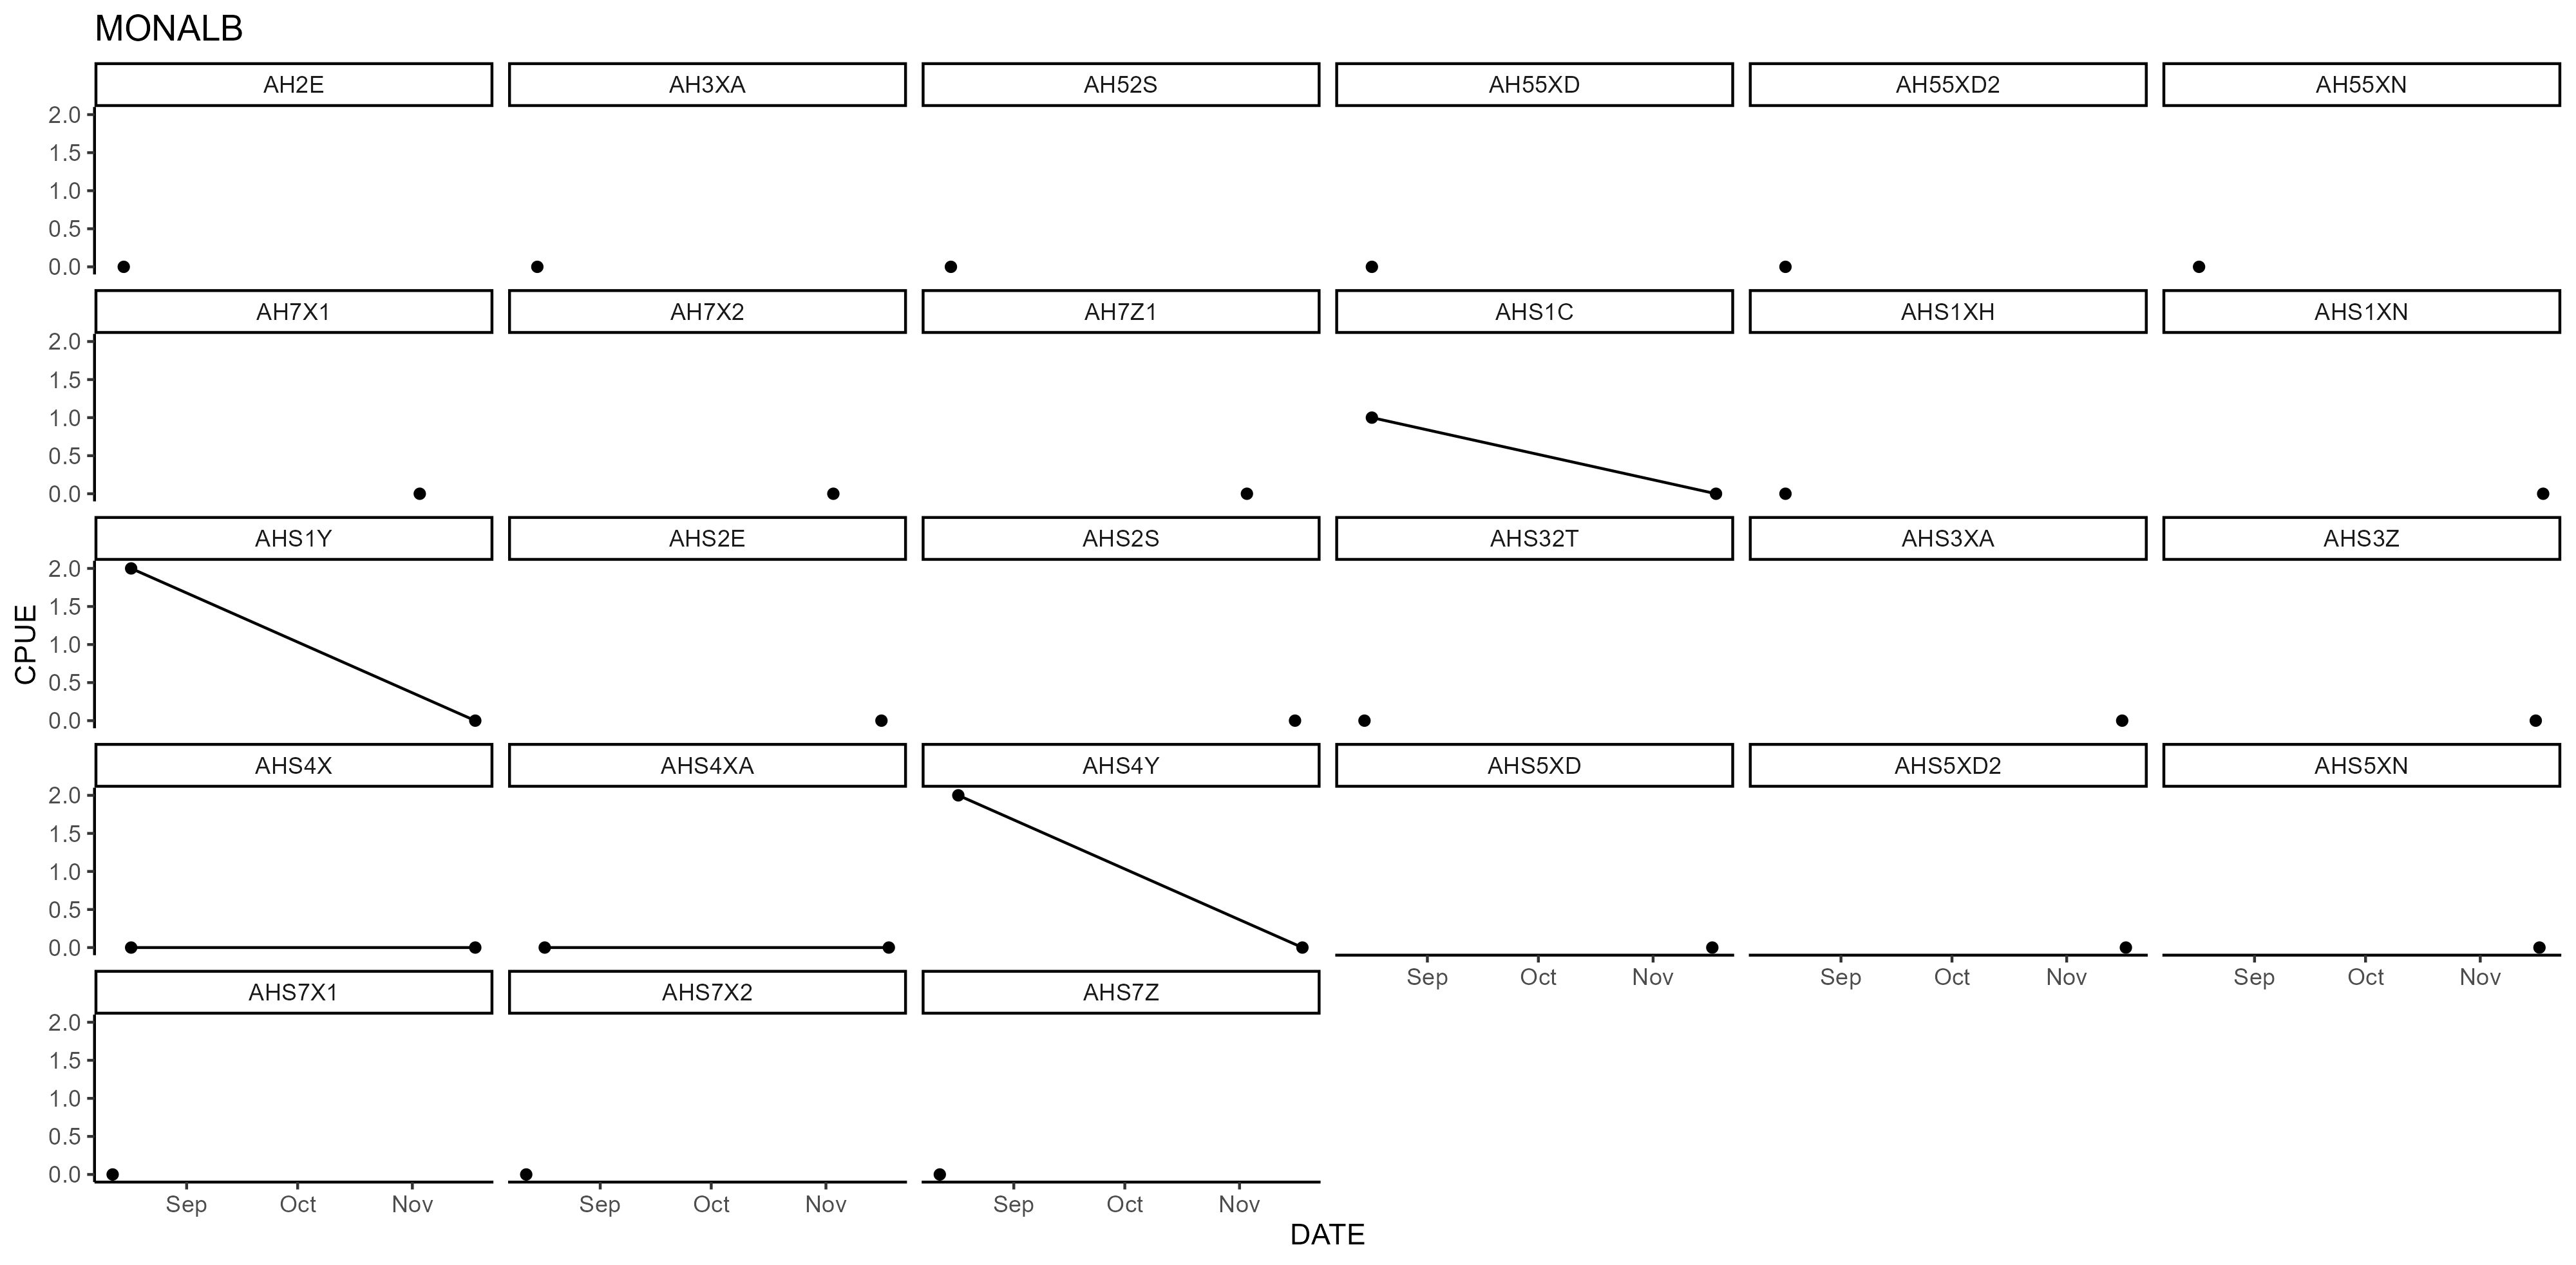 MONALB
AH2E AH3XA AH52S AH55XD AH55XD2 AH55XN
2.0
1.5
1.0
0.5
0.0
AH7X1 AH7X2 AH7Z1 AHS1C AHS1XH AHS1XN
2.0
1.5
1.0
0.5
0.0
AHS1Y AHS2E AHS2S AHS32T AHS3XA AHS3Z
2.0
1.5
1.0
0.5
0.0
CPUE
AHS4X AHS4XA AHS4Y AHS5XD AHS5XD2 AHS5XN
2.0
1.5
1.0
0.5
0.0
Sep Oct Nov Sep Oct Nov Sep Oct Nov
AHS7X1 AHS7X2 AHS7Z
2.0
1.5
1.0
0.5
0.0
Sep Oct Nov Sep Oct Nov Sep Oct Nov
DATE